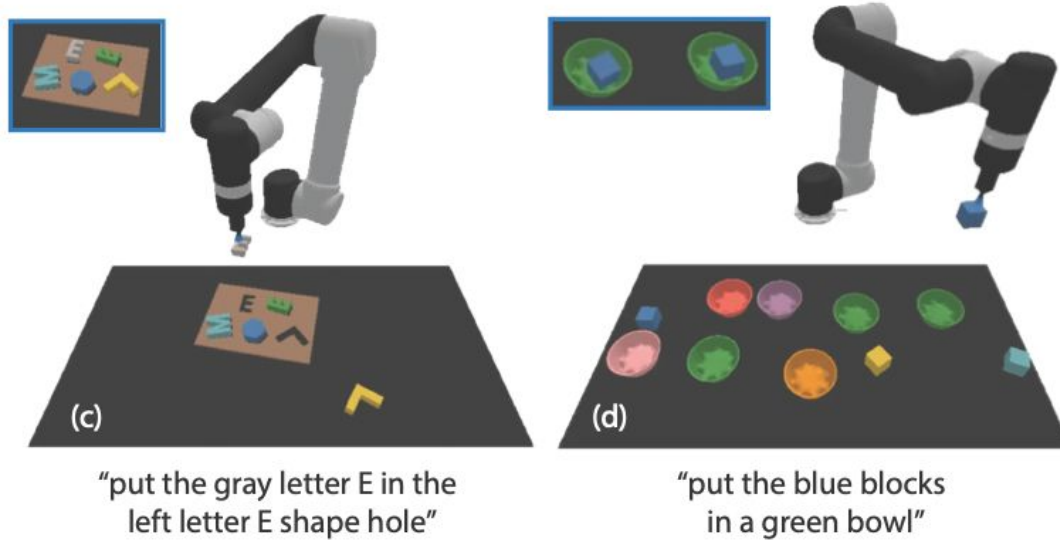 E
E
M
E
E
M
(c)
(d)
“put the gray letter E in the
left letter E shape hole”
“put the blue blocks
in a green bowl”